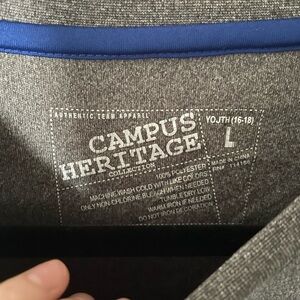 AUTHENTIC TEAM APPAREL
CAMPUS
HERITAGE
COLLECTION
YOUTH (16-18)
L
MADE IN CHINA
100% POLYESTER
MACHINE WASH COLD WITH LIKE COLORS
ONLY NON-CHLORINE BLEACH WHEN NEEDED
TUMBLE DRY LOW
WARM IRON IF NEEDED
DO NOT IRON DECORATION